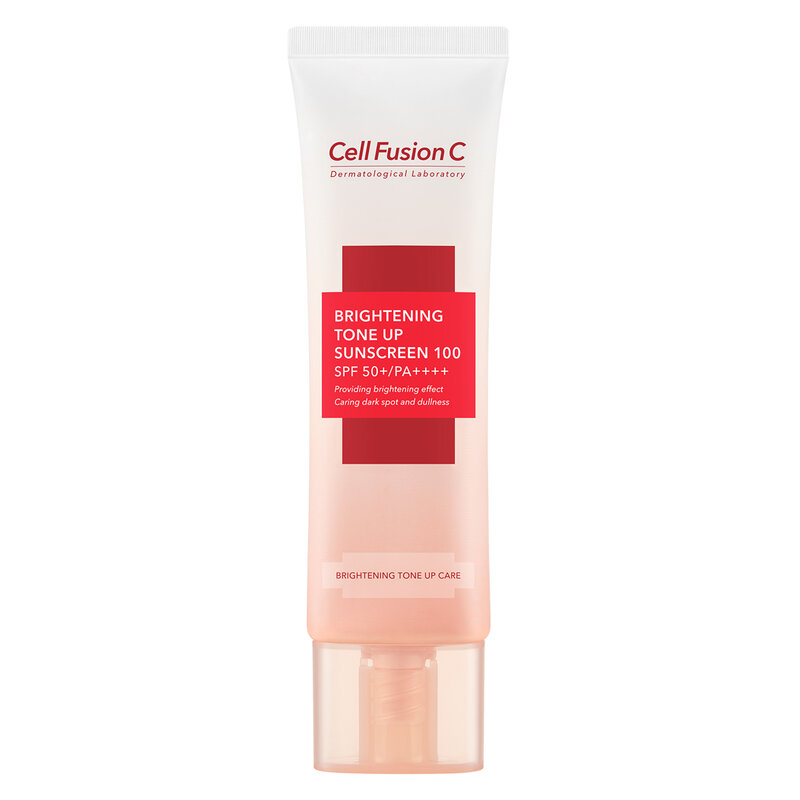 Cell Fusion C
Dermatological Laboratory
BRIGHTENING
TONE UP
SUNSCREEN 100
SPF 50+/PA++++
Providing brightening effect
Caring dark spot and dullness
BRIGHTENING TONE UP CARE